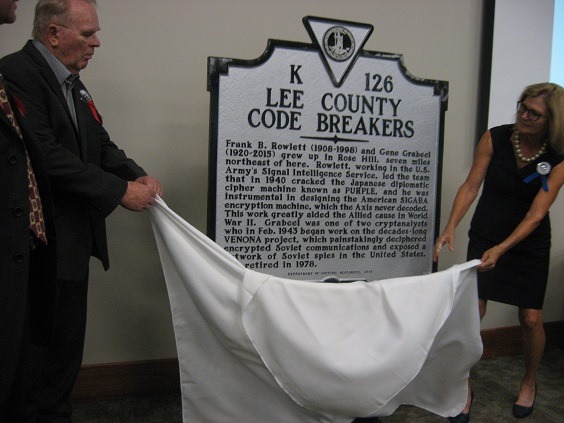 K 126
LEE COUNTY
CODE BREAKERS
Frank B. Rowlett (1908-1998) and Gene Grabeel
(1920-2015) grew up in Rose Hill, seven miles
northeast of here. Rowlett, working in the U.S.
Army's Signal Intelligence Service, led the team
that in 1940 cracked the Japanese diplomatic
cipher machine known as PURPLE, and he was
instrumental in designing the American SIGABA
encryption machine, which the Axis never decoded.
This work greatly aided the Allied cause in World
War II. Grabeel was one of two cryptanalysts
who in Feb. 1943 began work on the decades-long
VENONA project, which painstakingly deciphered
encrypted Soviet communications and exposed a
network of Soviet spies in the United States.
retired in 1978.
DEPARTMENT OF HISTORIC RESOURCES,